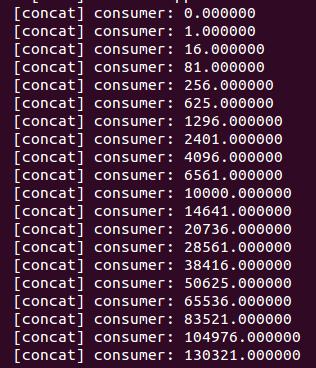 [concat] consumer: 0.000000
[concat] consumer: 1.000000
[concat] consumer: 16.000000
[concat] consumer: 81.000000
[concat] consumer: 256.000000
[concat] consumer: 625.000000
[concat] consumer: 1296.000000
[concat] consumer: 2401.000000
[concat] consumer: 4096.000000
[concat] consumer: 6561.000000
[concat] consumer: 10000.000000
[concat] consumer: 14641.000000
[concat] consumer: 20736.000000
[concat] consumer: 28561.000000
[concat] consumer: 38416.000000
[concat] consumer: 50625.000000
[concat] consumer: 65536.000000
[concat] consumer: 83521.000000
[concat] consumer: 104976.000000
[concat] consumer: 130321.000000